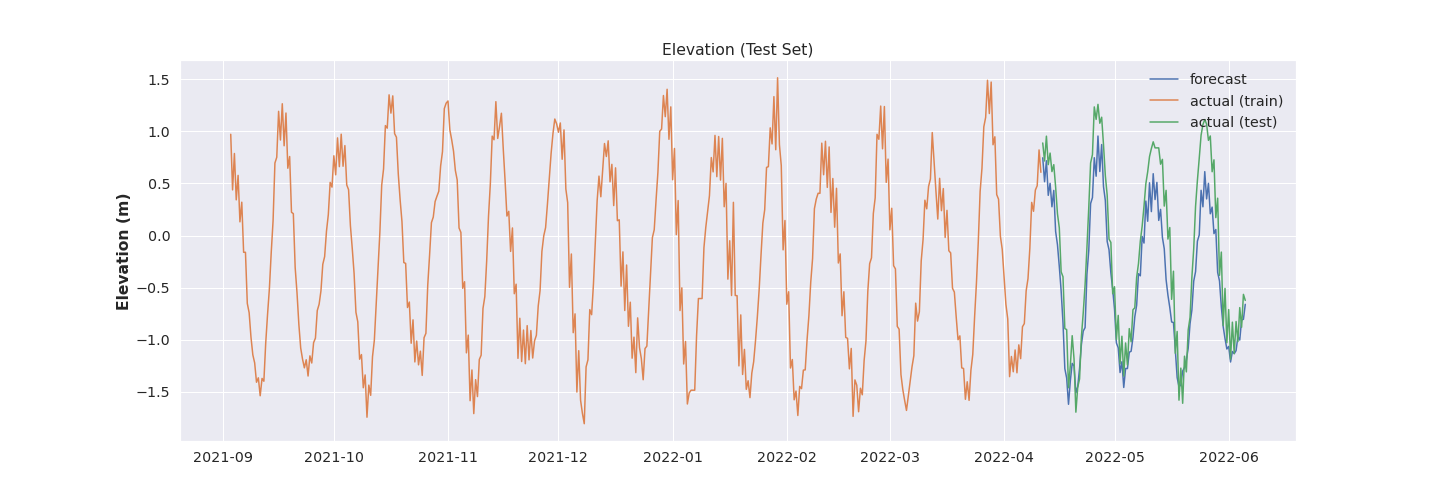 Elevation (Test Set)
forecast
actual (train)
actual (test)
Elevation (m)
1.5
1.0
0.5
0.0
−0.5
−1.0
−1.5
2021-09 2021-10 2021-11 2021-12 2022-01 2022-02 2022-03 2022-04 2022-05 2022-06